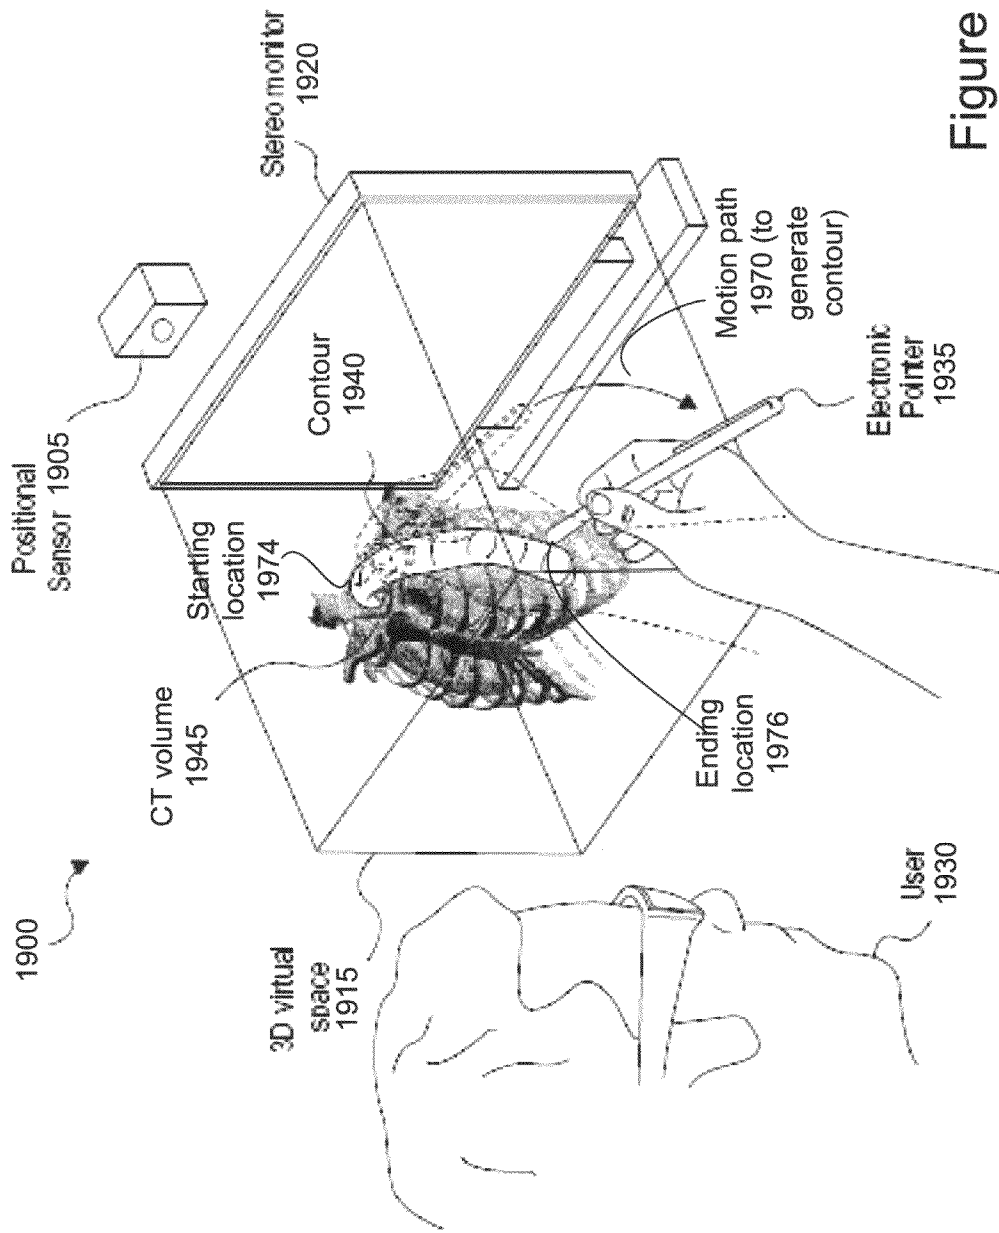 1900
Positional
Sensor 1905
Stereo monitor
1920
CT volume
1945
Starting
location
1974
Contour
1940
3D virtual
space
1915
Motion path
1970 (to
generate
contour)
Ending
location
1976
Electronic
Pointer
1935
User
1930
Figure